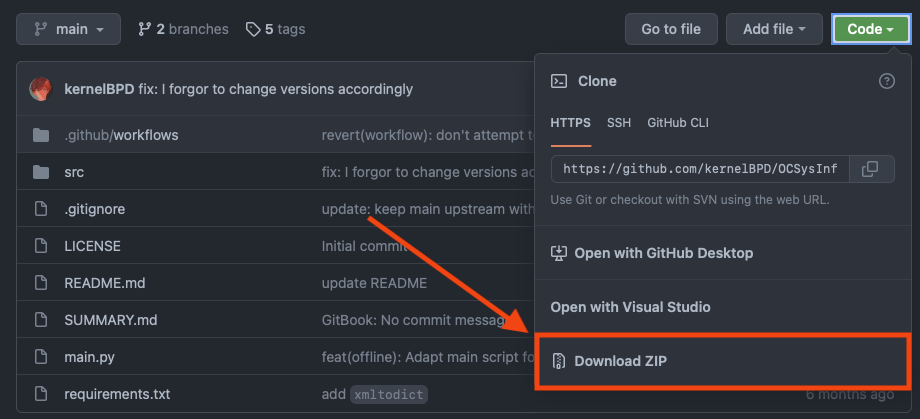 main
2 branches
5 tags
Go to file
Add file
Code
kernelBPD fix: I forgor to change versions accordingly
.github/workflows revert(workflow): don't attempt
src fix: I forgor to change versions
.gitignore update: keep main upstream with
LICENSE Initial commit
README.md update README
SUMMARY.md GitBook: No commit message
main.py feat(offline): Adapt main script
requirements.txt add xmltodict 6 months ago
Clone
HTTPS SSH GitHub CLI
https://github.com/kernelBPD/OCSysInf
Use Git or checkout with SVN using the web URL.
Open with GitHub Desktop
Open with Visual Studio
Download ZIP